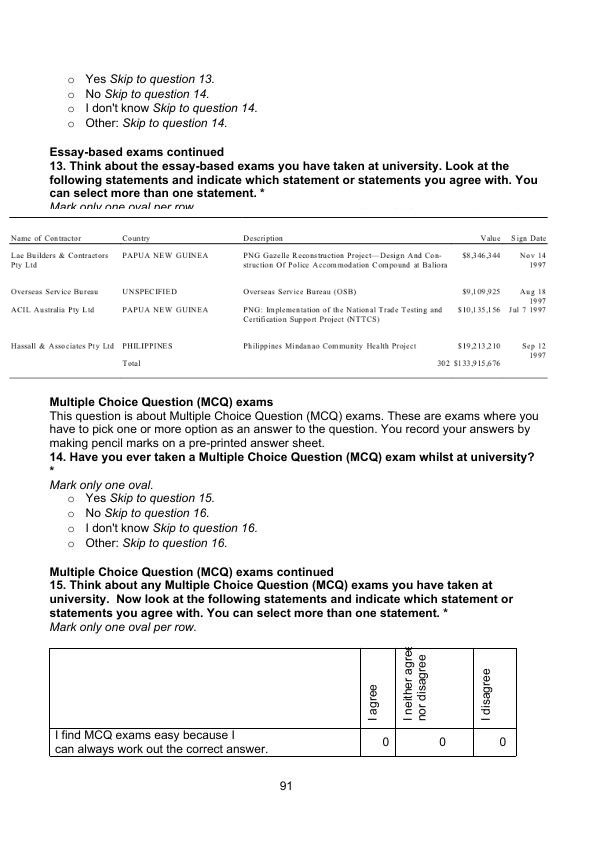 o Yes Skip to question 13.
o No Skip to question 14.
o I don't know Skip to question 14.
o Other: Skip to question 14.
Essay-based exams continued
13. Think about the essay-based exams you have taken at university. Look at the
following statements and indicate which statement or statements you agree with. You
can select more than one statement. *
Mark only one oval per row
Name of Contractor Country Description Value Sign Date
Lae Builders & Contractors PAPUA NEW GUINEA PNG Gazelle Reconstruction Project—Design And Con- $8,346,344 Nov 14
Pty Ltd struction Of Police Accommodation Compound at Baliora 1997
Overseas Service Bureau UNSPECIFIED Overseas Service Bureau (OSB) $9,109,925 Aug 18
1997
ACIL Australia Pty Ltd PAPUA NEW GUINEA PNG: Implementation of the National Trade Testing and $10,135,156 Jul 7 1997
Certification Support Project (NTTCS)
Hassall & Associates Pty Ltd PHILIPPINES Philippines Mindanao Community Health Project $19,213,210 Sep 12
1997
Total 302 $133,915,676
Multiple Choice Question (MCQ) exams
This question is about Multiple Choice Question (MCQ) exams. These are exams where you
have to pick one or more option as an answer to the question. You record your answers by
making pencil marks on a pre-printed answer sheet.
14. Have you ever taken a Multiple Choice Question (MCQ) exam whilst at university?
*
Mark only one oval.
o Yes Skip to question 15.
o No Skip to question 16.
o I don't know Skip to question 16.
o Other: Skip to question 16.
Multiple Choice Question (MCQ) exams continued
15. Think about any Multiple Choice Question (MCQ) exams you have taken at
university. Now look at the following statements and indicate which statement or
statements you agree with. You can select more than one statement. *
Mark only one oval per row.
I agree
I neither agree
nor disagree
I disagree
I find MCQ exams easy because I
can always work out the correct answer. 0 0 0
91